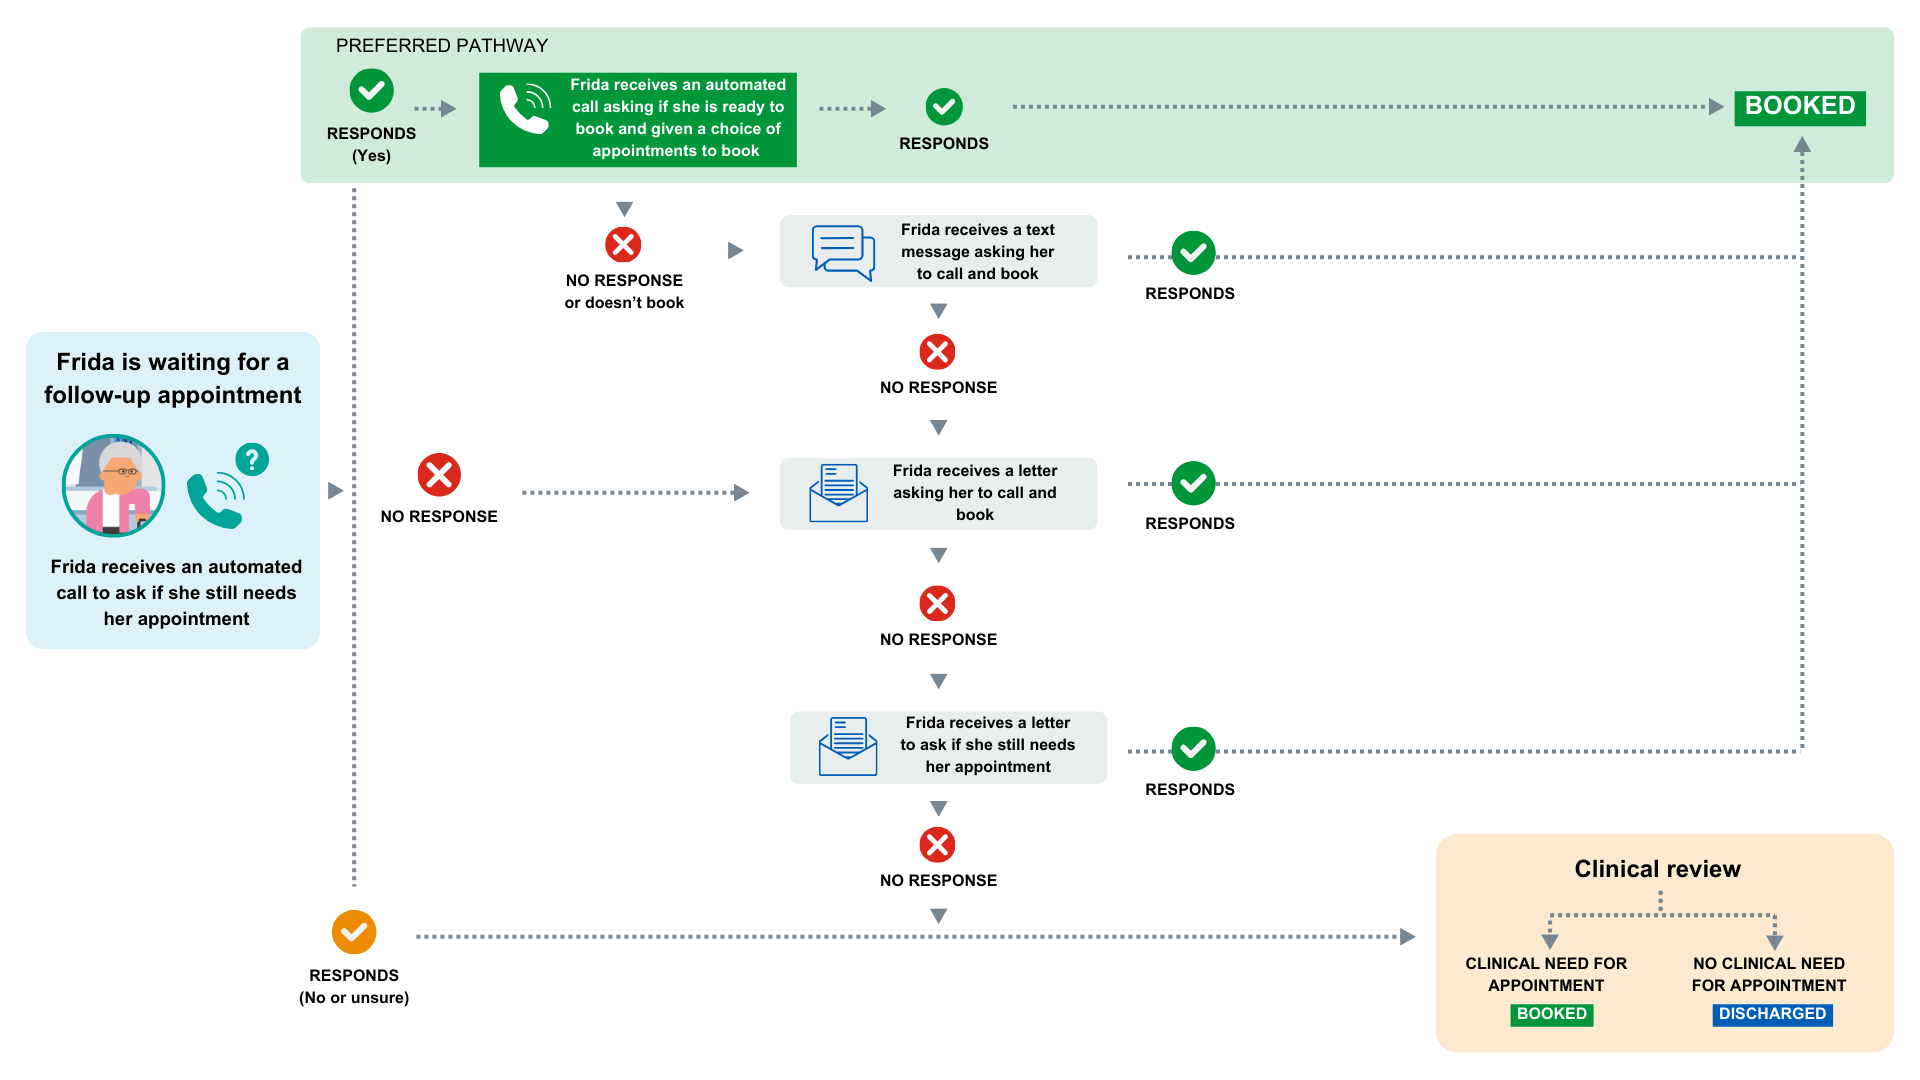 PREFERRED PATHWAY
RESPONDS
(Yes)
Frida receives an automated
call asking if she is ready to
book and given a choice of
appointments to book
RESPONDS
BOOKED
NO RESPONSE
or doesn’t book
Frida receives a text
message asking her
to call and book
RESPONDS
NO RESPONSE
Frida is waiting for a
follow-up appointment
?
Frida receives an automated
call to ask if she still needs
her appointment
NO RESPONSE
Frida receives a letter
asking her to call and
book
RESPONDS
NO RESPONSE
Frida receives a letter
to ask if she still needs
her appointment
RESPONDS
NO RESPONSE
RESPONDS
(No or unsure)
Clinical review
CLINICAL NEED FOR
APPOINTMENT
BOOKED
NO CLINICAL NEED
FOR APPOINTMENT
DISCHARGED